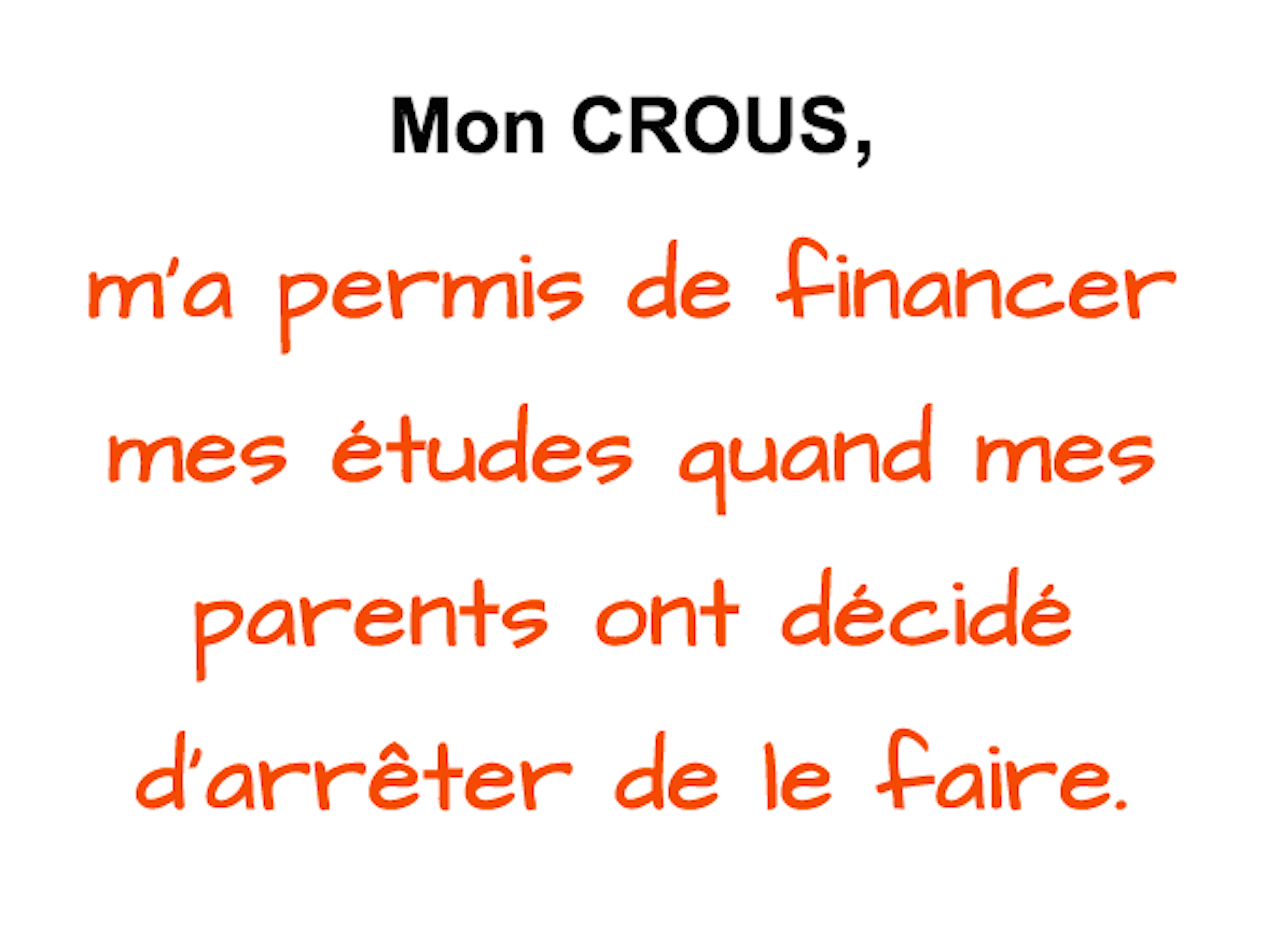 Mon CROUS,
m'a permis de financer
mes études quand mes
parents ont décidé
d'arrêter de le faire.